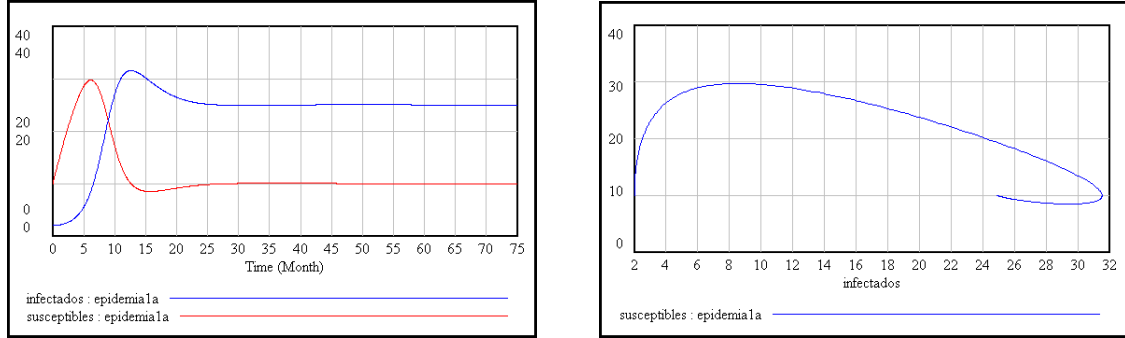 40
40
20
20
0
0
0 5 10 15 20 25 30 35 40 45 50 55 60 65 70 75
Time (Month)
infectados : epidemia1a
susceptibles : epidemia1a
40
30
20
10
0
2 4 6 8 10 12 14 16 18 20 22 24 26 28 30 32
infectados
susceptibles : epidemia1a